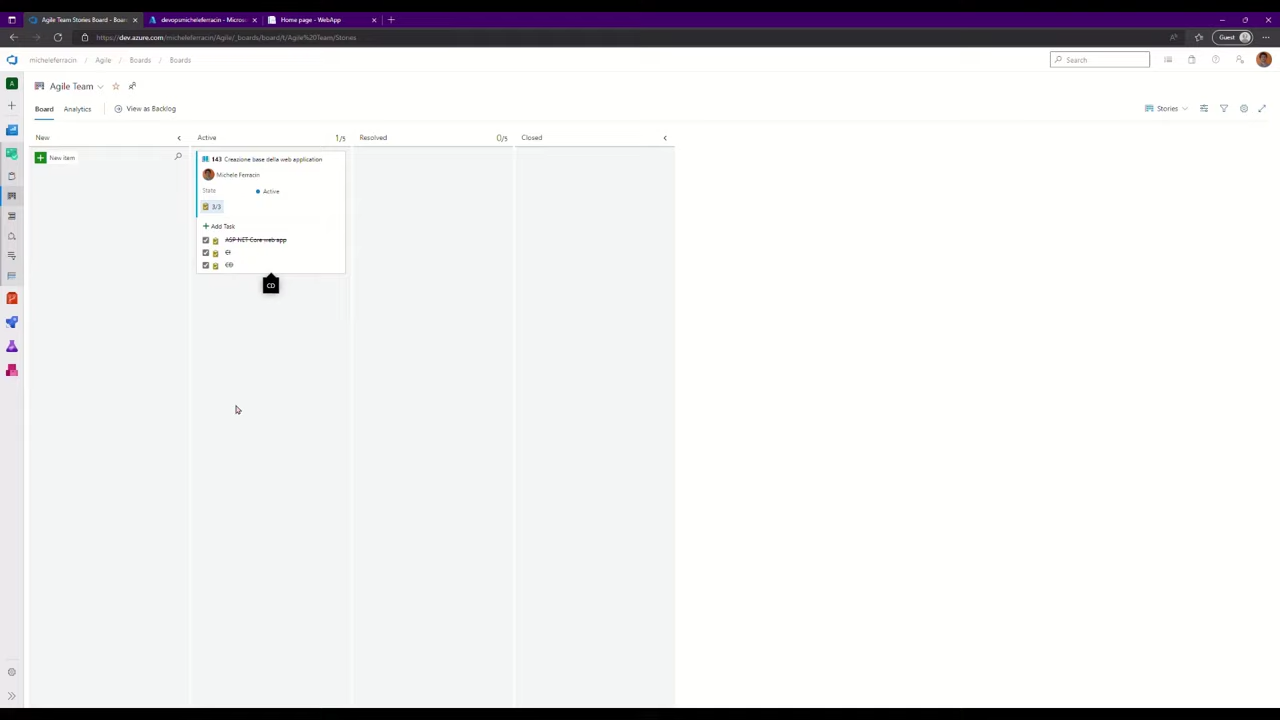 Agile Team Stories Board - Boar
devopsmicheleferracin - Micros
Home page - WebApp
https://dev.azure.com/micheleferracin/Agile/_boards/board/t/Agile%20Team/Stories
Guest
micheleferracin
Agile
Boards
Boards
Search
A
Agile Team
Board
Analytics
View as Backlog
Stories
New
Active
1/5
Resolved
0/5
Closed
New item
143 Creazione base della web application
Michele Ferracin
State
Active
3/3
Add Task
ASP NET Core web app
CI
CD
CD